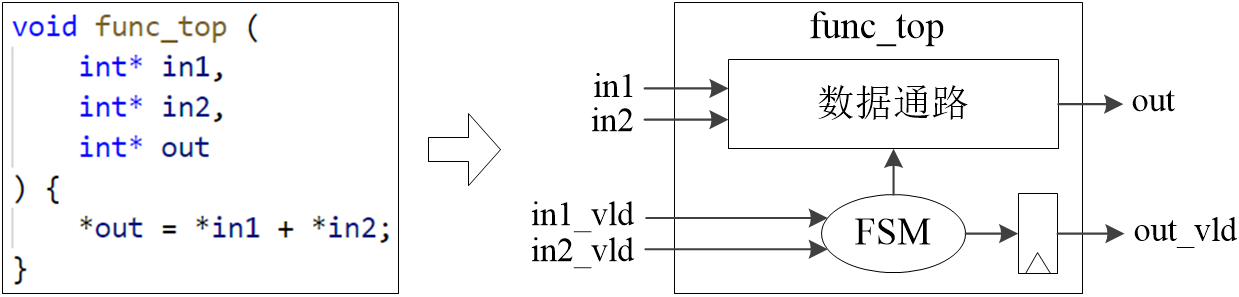 void func_top (
    int* in1,
    int* in2,
    int* out
) {
    *out = *in1 + *in2;
}
func_top
in1
in2
数据通路
out
in1_vld
in2_vld
FSM
out_vld